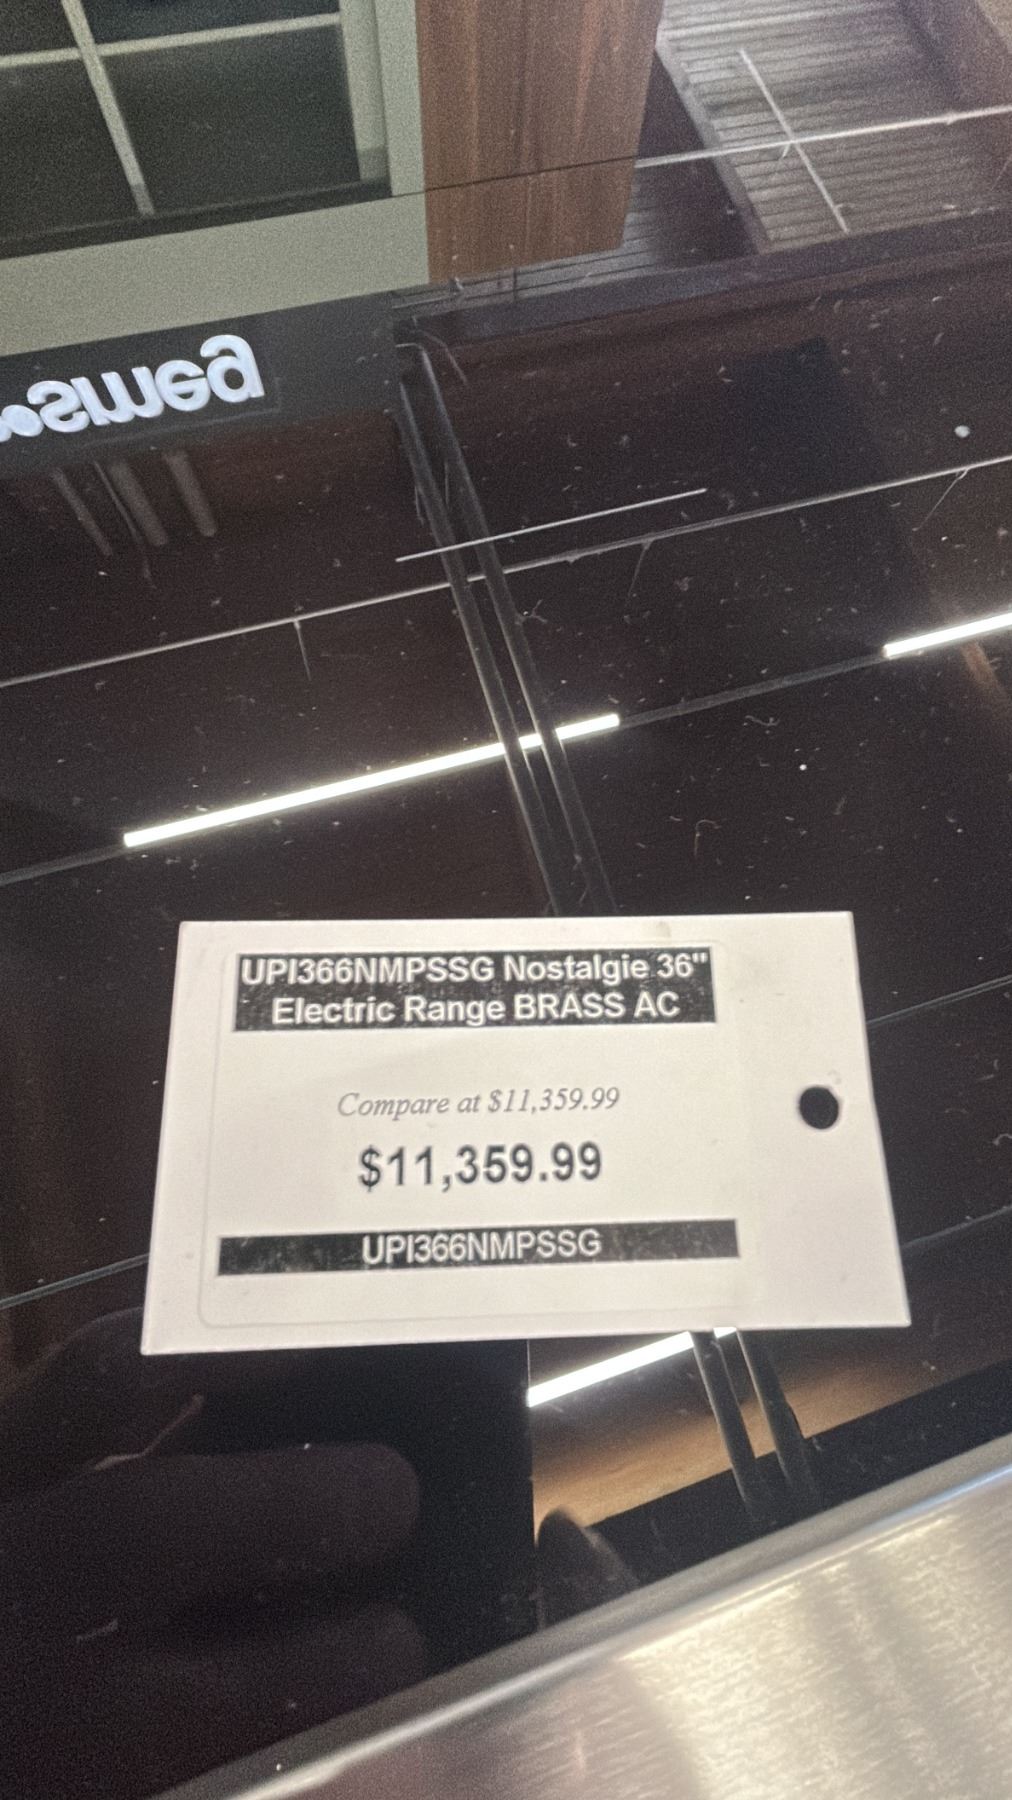 smeg
UPI366NMPSSG Nostalgie 36"
Electric Range BRASS AC
Compare at $11,359.99
$11,359.99
UPI366NMPSSG